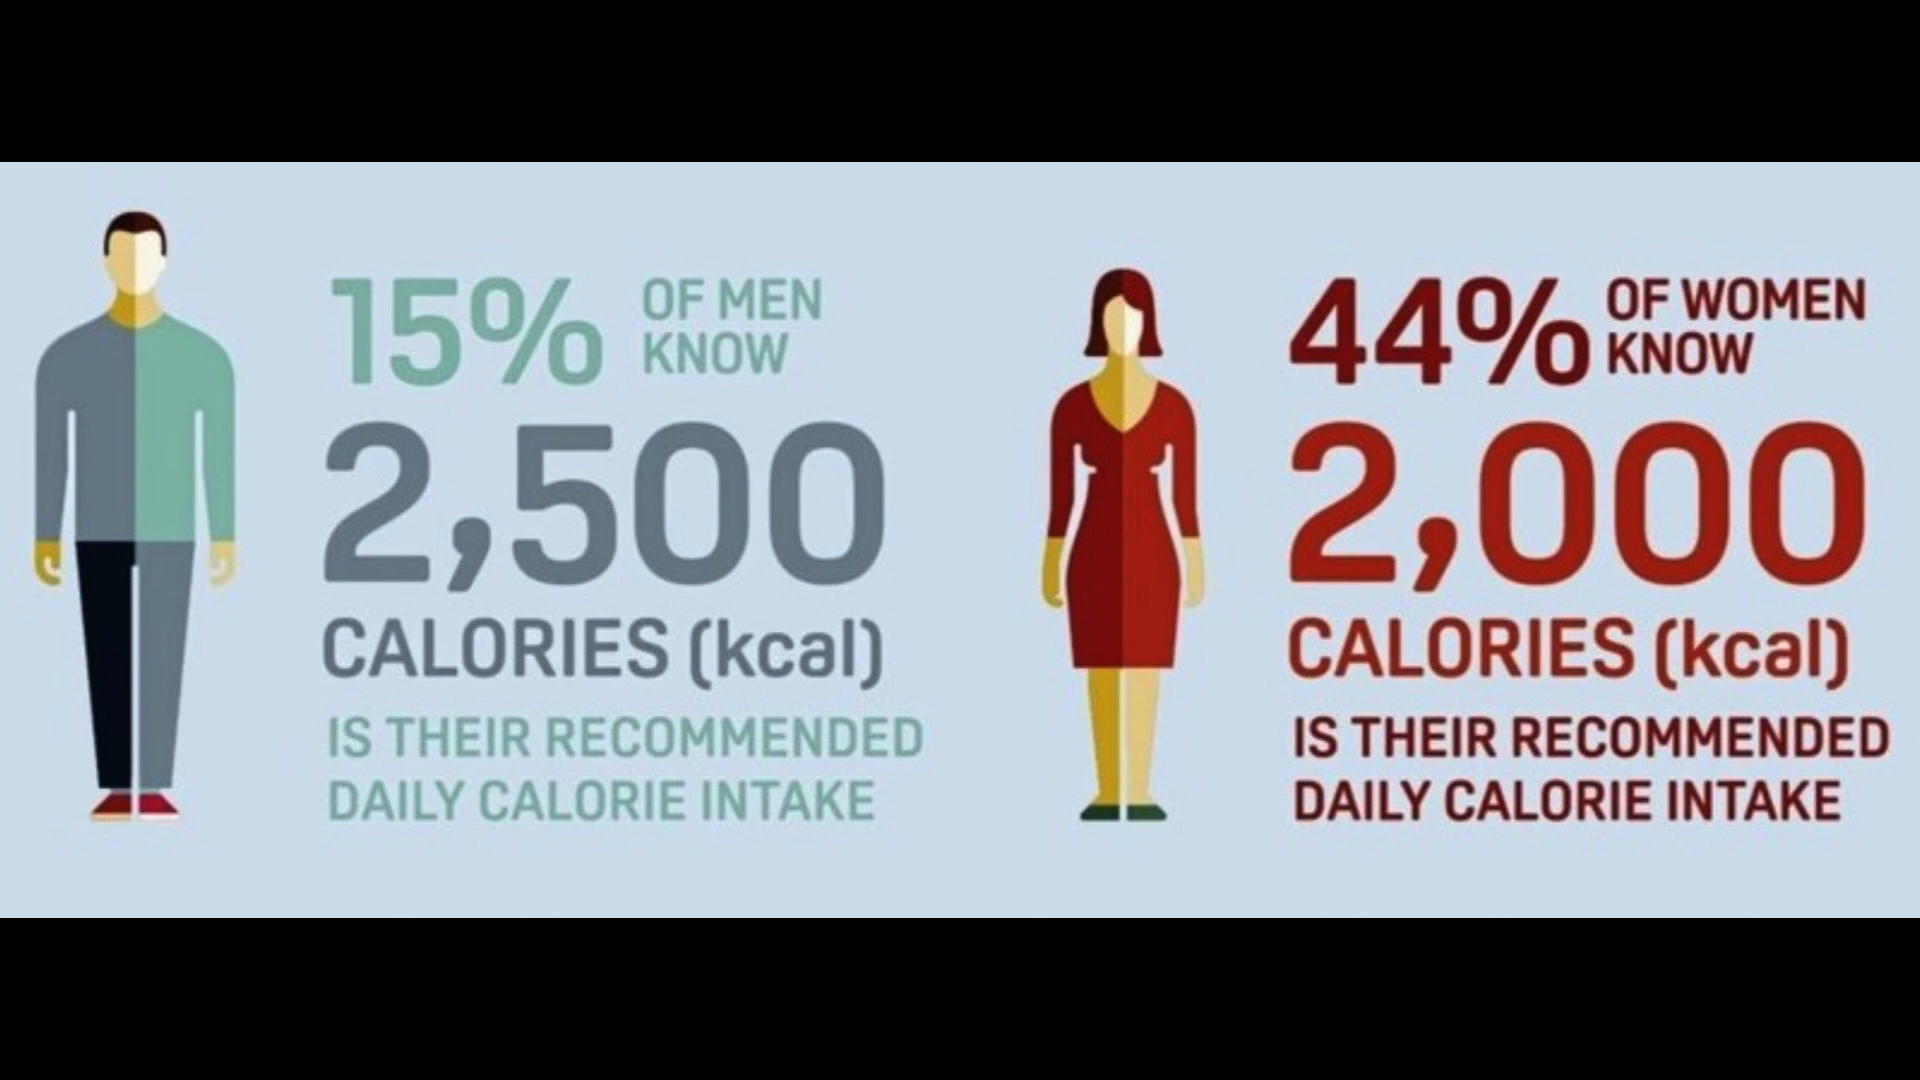 15% OF MEN
KNOW
2,500
CALORIES (kcal)
IS THEIR RECOMMENDED
DAILY CALORIE INTAKE
44% OF WOMEN
KNOW
2,000
CALORIES (kcal)
IS THEIR RECOMMENDED
DAILY CALORIE INTAKE